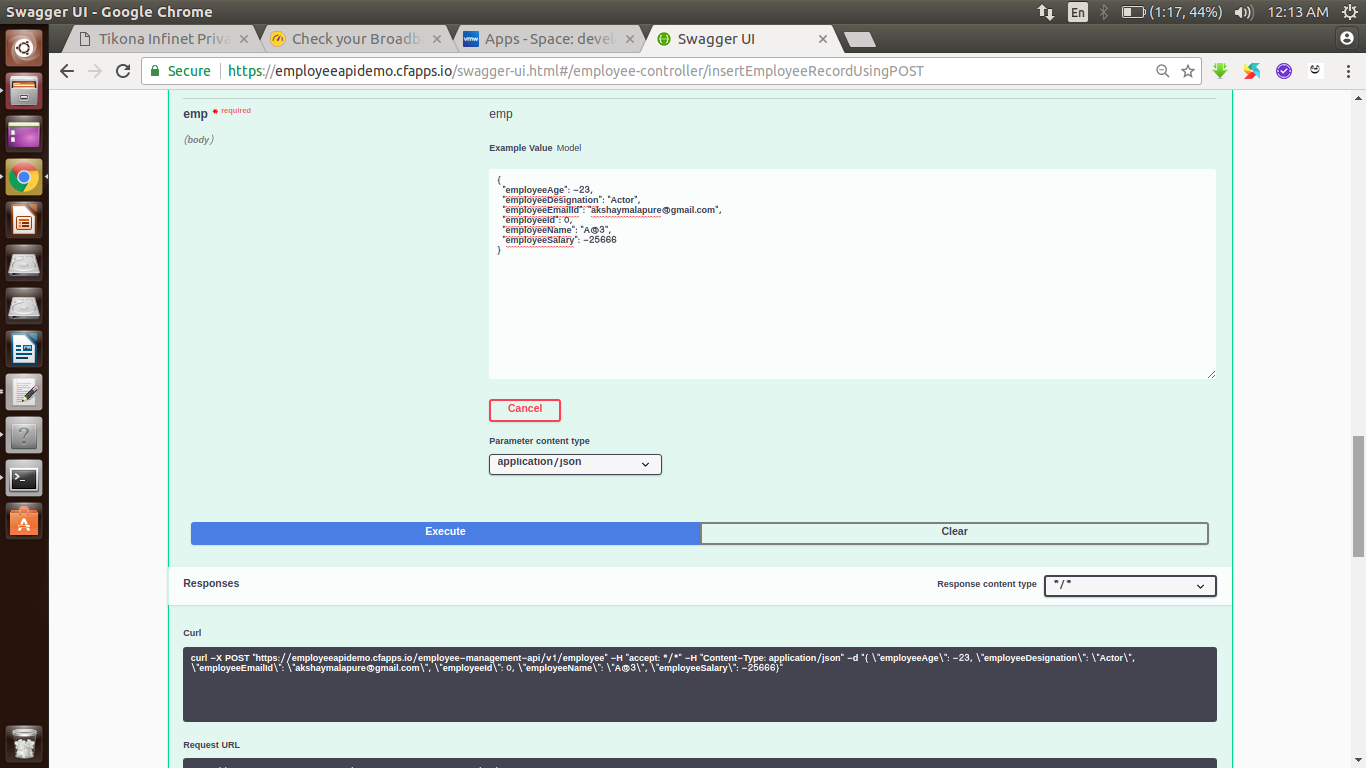 Swagger UI - Google Chrome
En
(1:17, 44%)
12:13 AM
Tikona Infinet Priva
Check your Broadb
vmw
Apps - Space: devel
Swagger UI
Secure
https://employeeapidemo.cfapps.io/swagger-ui.html#/employee-controller/insertEmployeeRecordUsingPOST
emp * required
emp
(body)
Example Value Model
{
"employeeAge": -23,
"employeeDesignation": "Actor",
"employeeEmailId": "akshaymalapure@gmail.com",
"employeeId": 0,
"employeeName": "A@3",
"employeeSalary": -25666
}
Cancel
Parameter content type
application/json
Execute
Clear
Responses
Response content type
*/*
Curl
curl -X POST "https://employeeapidemo.cfapps.io/employee-management-api/v1/employee" -H "accept: */*" -H "Content-Type: application/json" -d "{ \"employeeAge\": -23, \"employeeDesignation\": \"Actor\",
\"employeeEmailId\": \"akshaymalapure@gmail.com\", \"employeeId\": 0, \"employeeName\": \"A@3\", \"employeeSalary\": -25666}"
Request URL